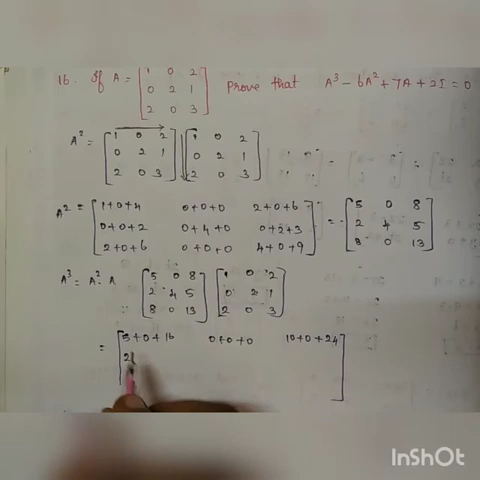 16. If A = [1 0 2; 0 2 1; 2 0 3] prove that A³ - 6A² + 7A + 2I = 0
A² = [1 0 2; 0 2 1; 2 0 3] [1 0 2; 0 2 1; 2 0 3]
A² = [1+0+4 0+0+0 2+0+6; 0+0+2 0+4+0 0+2+3; 2+0+6 0+0+0 4+0+9] = [5 0 8; 2 4 5; 8 0 13]
A³ = A². A [5 0 8; 2 4 5; 8 0 13] [1 0 2; 0 2 1; 2 0 3]
= [5+0+16 0+0+0 10+0+24
2
InShOt